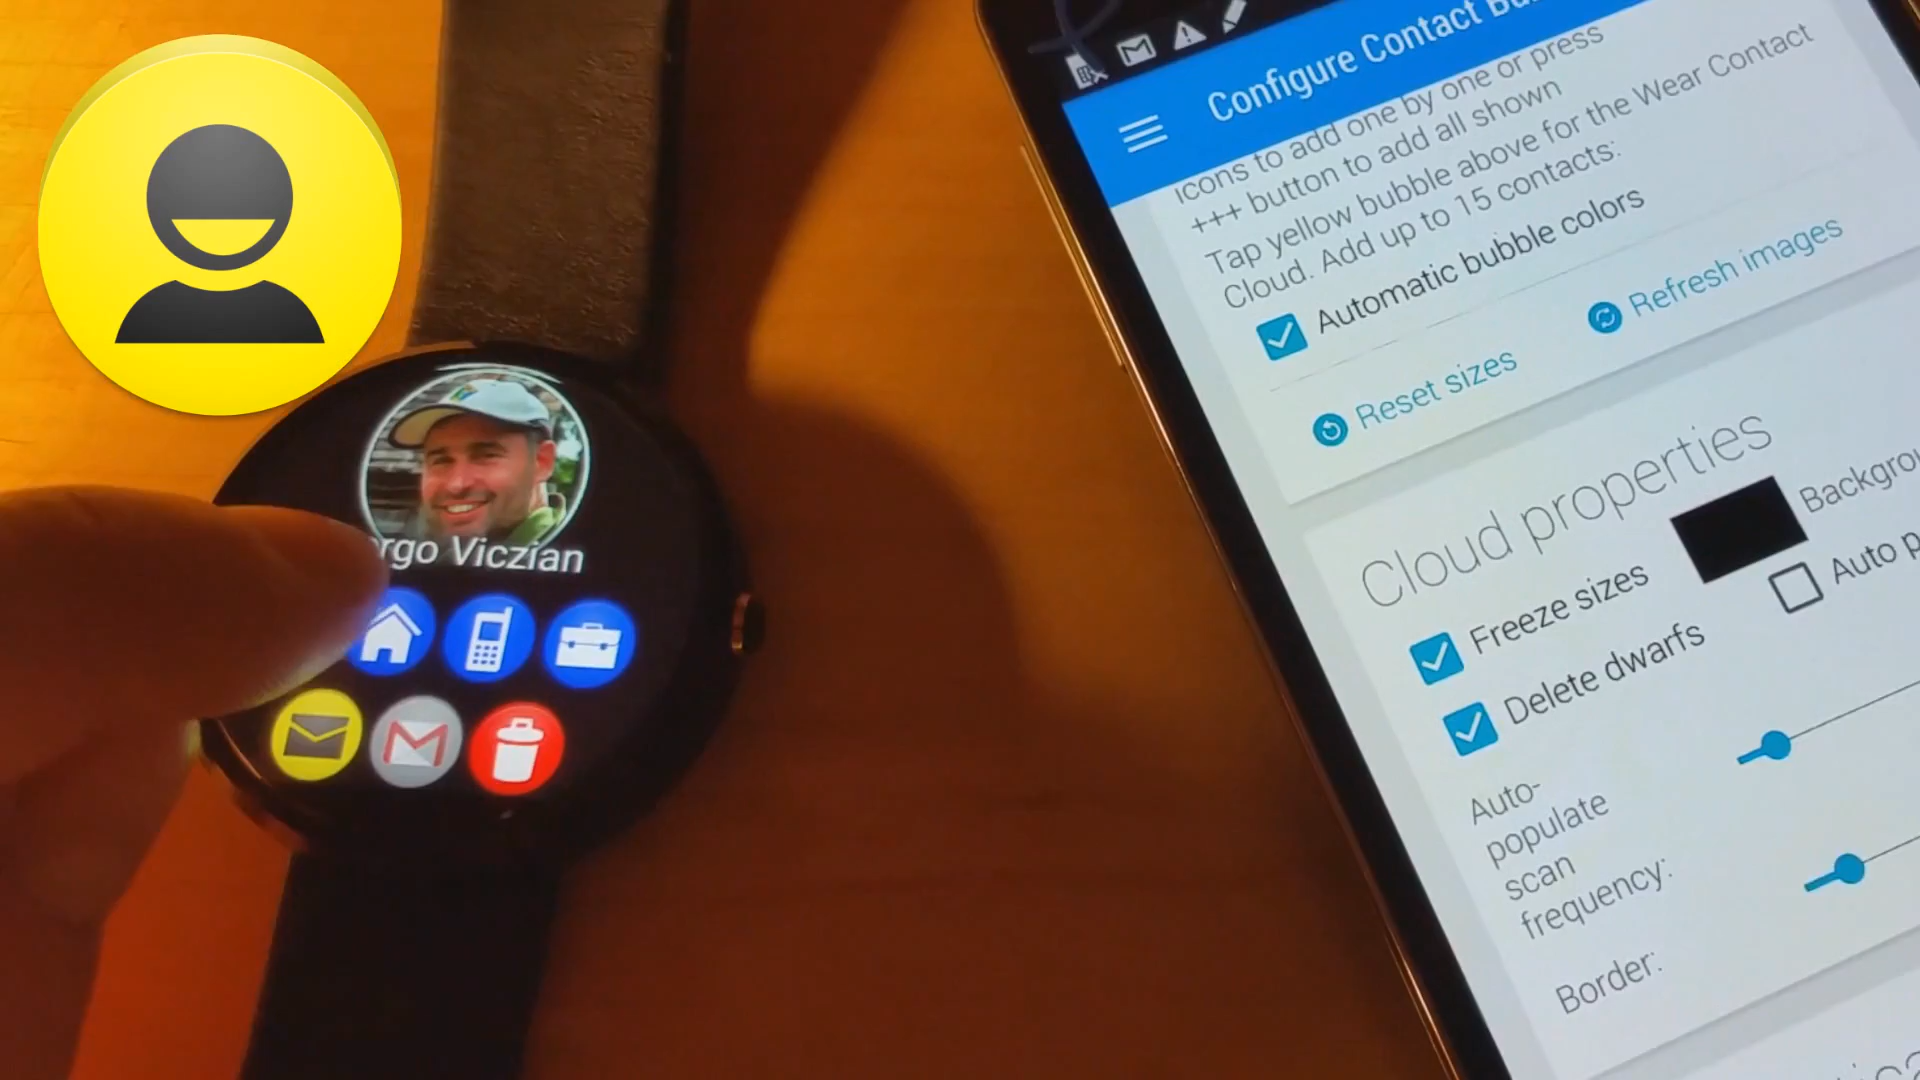 Viczian
Configure Contact
icons to add one by one or press
+++ button to add all shown
Tap yellow bubble above for the Wear Contact
Cloud. Add up to 15 contacts:
Automatic bubble colors
Reset sizes
Refresh images
Cloud properties
Freeze sizes
Delete dwarfs
Auto
Auto-
populate
scan
frequency:
Border: